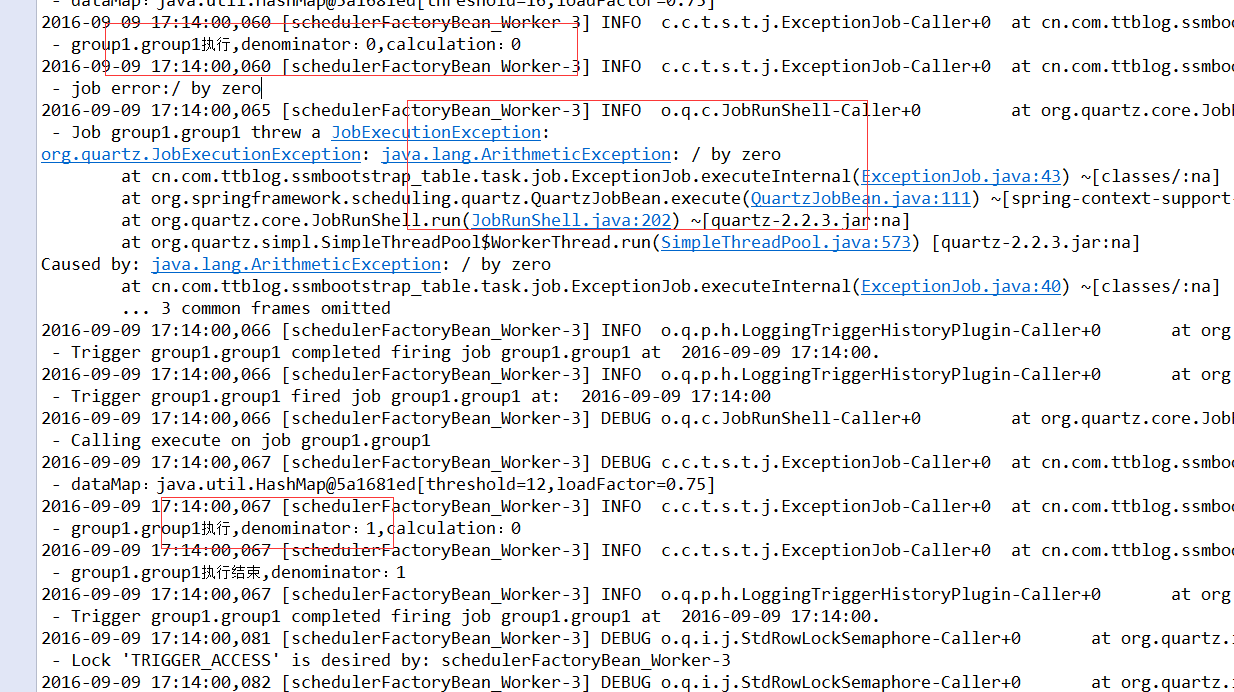 - dataMap：java.util.HashMap@5a1681ed[threshold=16,loadFactor=0.75]
2016-09-09 17:14:00,060 [schedulerFactoryBean_Worker-3] INFO  c.c.t.s.t.j.ExceptionJob-Caller+0  at cn.com.ttblog.ssmboo
- group1.group1执行,denominator：0,calculation：0
2016-09-09 17:14:00,060 [schedulerFactoryBean_Worker-3] INFO  c.c.t.s.t.j.ExceptionJob-Caller+0  at cn.com.ttblog.ssmboo
- job error:/ by zero
2016-09-09 17:14:00,065 [schedulerFactoryBean_Worker-3] INFO  o.q.c.JobRunShell-Caller+0  at org.quartz.core.Job
- Job group1.group1 threw a JobExecutionException:
org.quartz.JobExecutionException: java.lang.ArithmeticException: / by zero
at cn.com.ttblog.ssmbootstrap_table.task.job.ExceptionJob.executeInternal(ExceptionJob.java:43) ~[classes/:na]
at org.springframework.scheduling.quartz.QuartzJobBean.execute(QuartzJobBean.java:111) ~[spring-context-support-
at org.quartz.core.JobRunShell.run(JobRunShell.java:202) ~[quartz-2.2.3.jar:na]
at org.quartz.simpl.SimpleThreadPool$WorkerThread.run(SimpleThreadPool.java:573) [quartz-2.2.3.jar:na]
Caused by: java.lang.ArithmeticException: / by zero
at cn.com.ttblog.ssmbootstrap_table.task.job.ExceptionJob.executeInternal(ExceptionJob.java:40) ~[classes/:na]
... 3 common frames omitted
2016-09-09 17:14:00,066 [schedulerFactoryBean_Worker-3] INFO  o.q.p.h.LoggingTriggerHistoryPlugin-Caller+0  at org
- Trigger group1.group1 completed firing job group1.group1 at  2016-09-09 17:14:00.
2016-09-09 17:14:00,066 [schedulerFactoryBean_Worker-3] INFO  o.q.p.h.LoggingTriggerHistoryPlugin-Caller+0  at org
- Trigger group1.group1 fired job group1.group1 at:  2016-09-09 17:14:00
2016-09-09 17:14:00,066 [schedulerFactoryBean_Worker-3] DEBUG o.q.c.JobRunShell-Caller+0  at org.quartz.core.Job
- Calling execute on job group1.group1
2016-09-09 17:14:00,067 [schedulerFactoryBean_Worker-3] DEBUG c.c.t.s.t.j.ExceptionJob-Caller+0  at cn.com.ttblog.ssmboo
- dataMap：java.util.HashMap@5a1681ed[threshold=12,loadFactor=0.75]
2016-09-09 17:14:00,067 [schedulerFactoryBean_Worker-3] INFO  c.c.t.s.t.j.ExceptionJob-Caller+0  at cn.com.ttblog.ssmboo
- group1.group1执行,denominator：1,calculation：0
2016-09-09 17:14:00,067 [schedulerFactoryBean_Worker-3] INFO  c.c.t.s.t.j.ExceptionJob-Caller+0  at cn.com.ttblog.ssmboo
- group1.group1执行结束,denominator：1
2016-09-09 17:14:00,067 [schedulerFactoryBean_Worker-3] INFO  o.q.p.h.LoggingTriggerHistoryPlugin-Caller+0  at org
- Trigger group1.group1 completed firing job group1.group1 at  2016-09-09 17:14:00.
2016-09-09 17:14:00,081 [schedulerFactoryBean_Worker-3] DEBUG o.q.i.j.StdRowLockSemaphore-Caller+0  at org.quartz.i
- Lock 'TRIGGER_ACCESS' is desired by: schedulerFactoryBean_Worker-3
2016-09-09 17:14:00,082 [schedulerFactoryBean_Worker-3] DEBUG o.q.i.j.StdRowLockSemaphore-Caller+0  at org.quartz.i